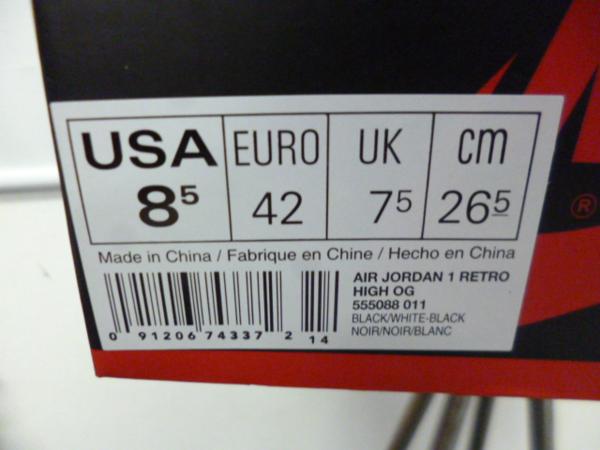 USA EURO UK cm
8⁵ 42 7⁵ 26⁵
Made in China / Fabrique en Chine / Hecho en China
AIR JORDAN 1 RETRO
HIGH OG
555088 011
BLACK/WHITE-BLACK
NOIR/NOIR/BLANC
0 91206 74337 2 14
®